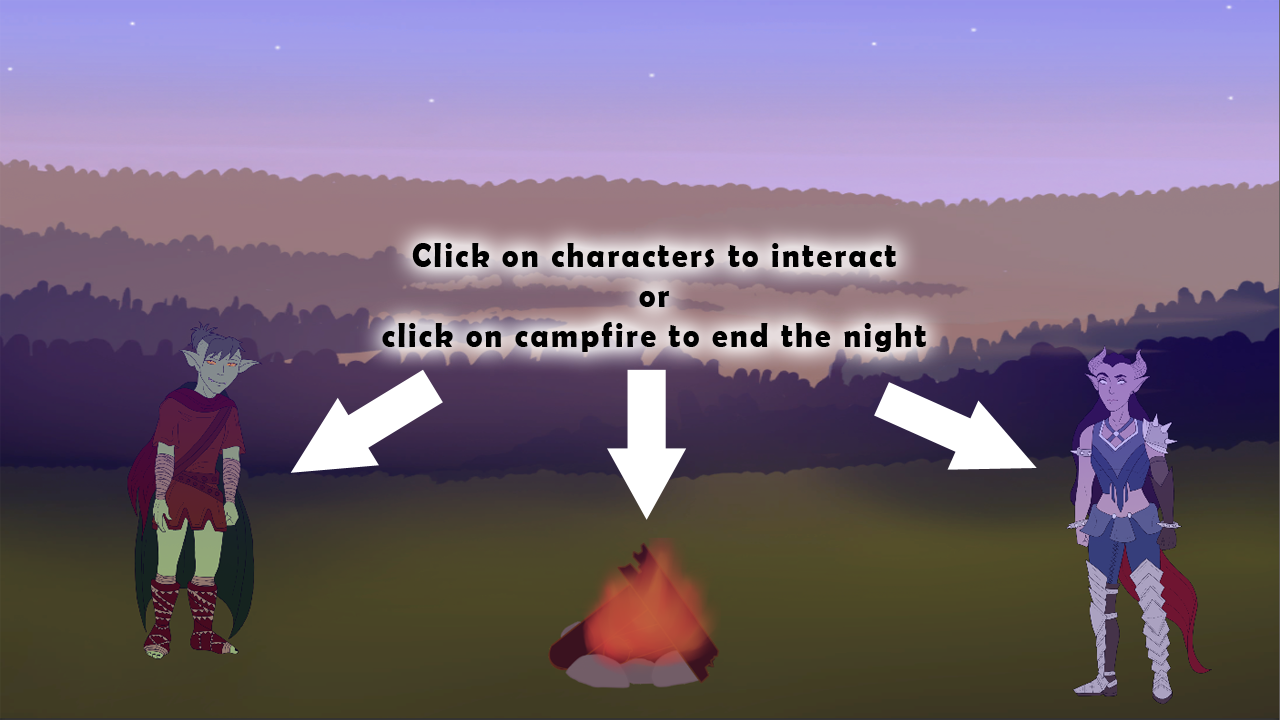 Click on characters to interact
or
click on campfire to end the night